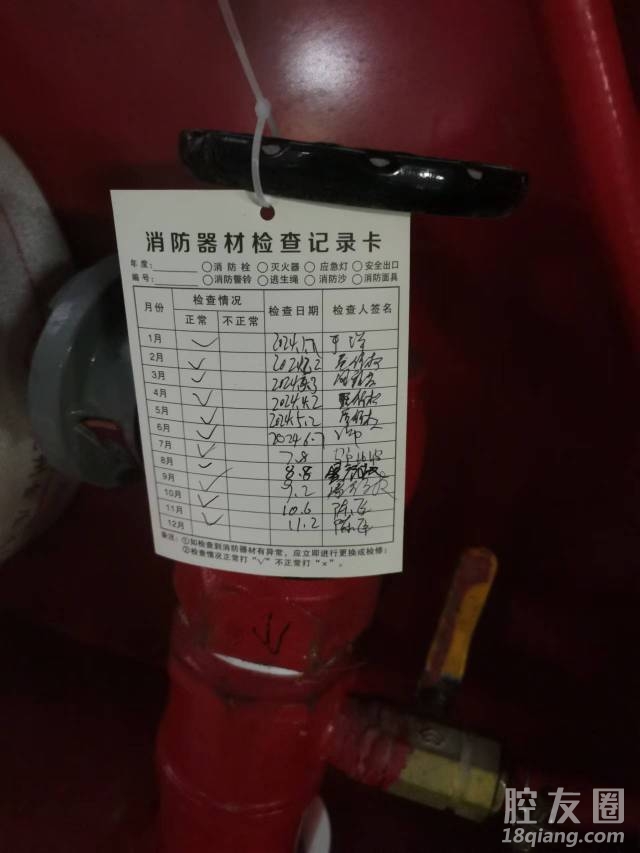 消防器材检查记录卡
年度：______ ○消防栓 ○灭火器 ○应急灯 ○安全出口
编号：______ ○消防警铃 ○逃生绳 ○消防沙 ○消防面具
月份 检查情况 检查日期 检查人签名
正常 不正常
1月 ✓ 2024.1.7
2月 ✓ 2024.2.2
3月 ✓ 2024.3.3
4月 ✓ 2024.4.2
5月 ✓ 2024.5.2
6月 ✓ 2024.6.7
7月 ✓ 7.8
8月 ✓ 8.8
9月 ✓ 9.2
10月 ✓ 10.6 陈飞
11月 ✓ 11.2 陈飞
12月
备注：①如检查到消防器材有异常，应立即进行更换或检修；
②检查情况正常打“√”不正常打“×”。
腔友圈
18qiang.com